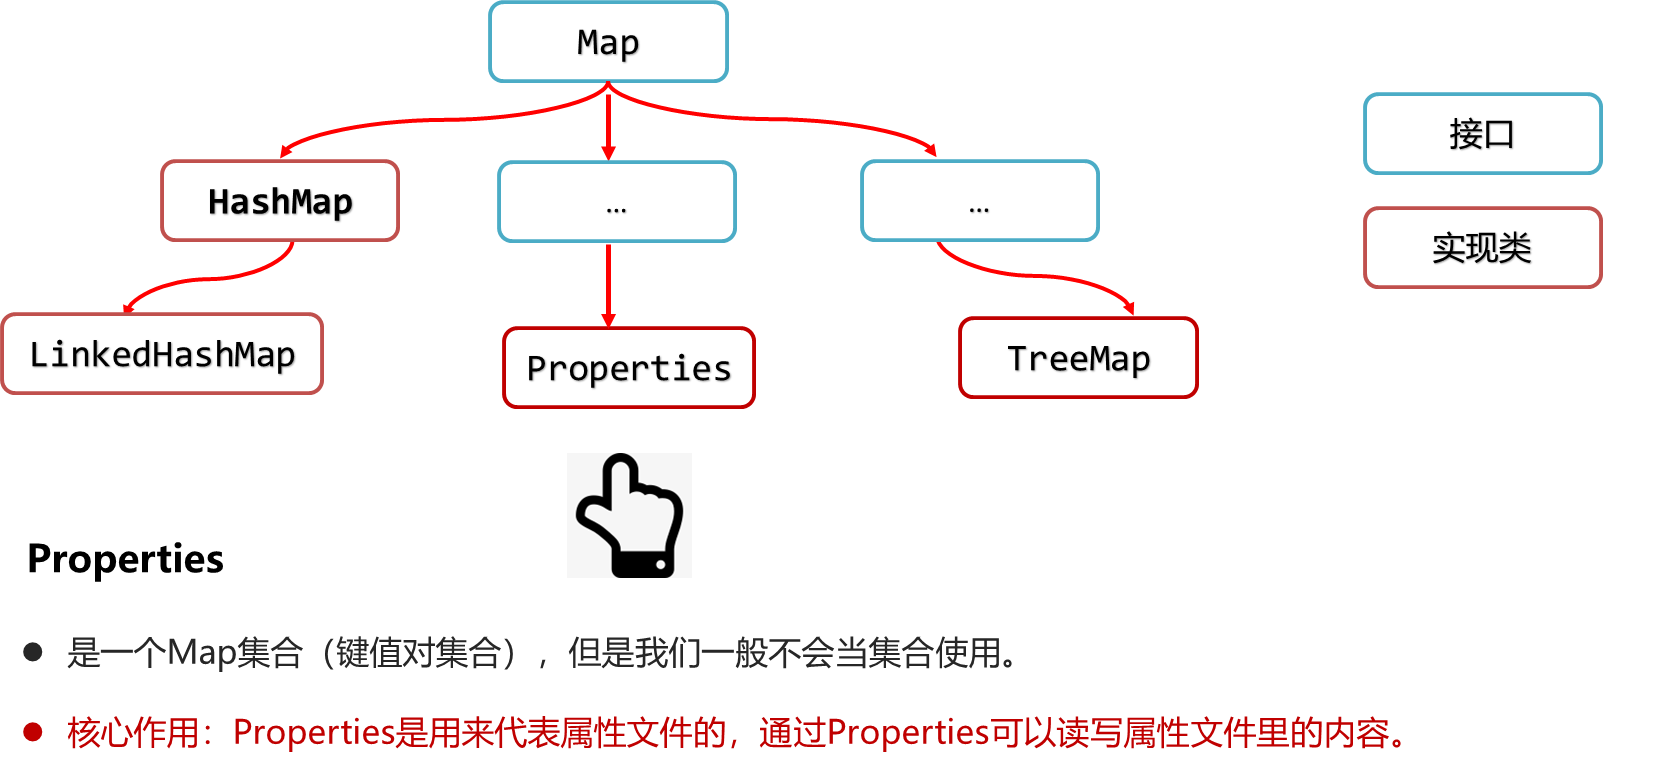 Map
接口
HashMap
...
...
实现类
LinkedHashMap
Properties
TreeMap
Properties
是一个Map集合（键值对集合），但是我们一般不会当集合使用。
核心作用：Properties是用来代表属性文件的，通过Properties可以读写属性文件里的内容。